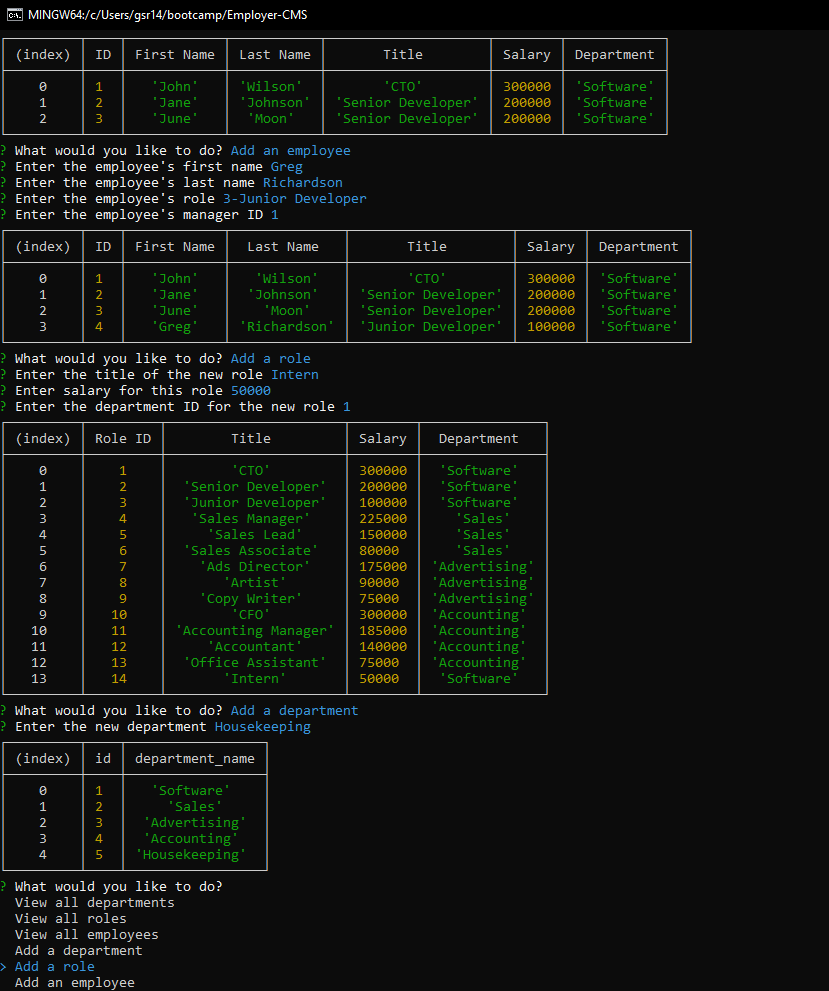 MINGW64:/c/Users/gsr14/bootcamp/Employer-CMS
(index) ID First Name Last Name Title Salary Department
0 1 'John' 'Wilson' 'CTO' 300000 'Software'
1 2 'Jane' 'Johnson' 'Senior Developer' 200000 'Software'
2 3 'June' 'Moon' 'Senior Developer' 200000 'Software'
? What would you like to do? Add an employee
? Enter the employee's first name Greg
? Enter the employee's last name Richardson
? Enter the employee's role 3-Junior Developer
? Enter the employee's manager ID 1
(index) ID First Name Last Name Title Salary Department
0 1 'John' 'Wilson' 'CTO' 300000 'Software'
1 2 'Jane' 'Johnson' 'Senior Developer' 200000 'Software'
2 3 'June' 'Moon' 'Senior Developer' 200000 'Software'
3 4 'Greg' 'Richardson' 'Junior Developer' 100000 'Software'
? What would you like to do? Add a role
? Enter the title of the new role Intern
? Enter salary for this role 50000
? Enter the department ID for the new role 1
(index) Role ID Title Salary Department
0 1 'CTO' 300000 'Software'
1 2 'Senior Developer' 200000 'Software'
2 3 'Junior Developer' 100000 'Software'
3 4 'Sales Manager' 225000 'Sales'
4 5 'Sales Lead' 150000 'Sales'
5 6 'Sales Associate' 80000 'Sales'
6 7 'Ads Director' 175000 'Advertising'
7 8 'Artist' 90000 'Advertising'
8 9 'Copy Writer' 75000 'Advertising'
9 10 'CFO' 300000 'Accounting'
10 11 'Accounting Manager' 185000 'Accounting'
11 12 'Accountant' 140000 'Accounting'
12 13 'Office Assistant' 75000 'Accounting'
13 14 'Intern' 50000 'Software'
? What would you like to do? Add a department
? Enter the new department Housekeeping
(index) id department_name
0 1 'Software'
1 2 'Sales'
2 3 'Advertising'
3 4 'Accounting'
4 5 'Housekeeping'
? What would you like to do?
View all departments
View all roles
View all employees
Add a department
> Add a role
Add an employee